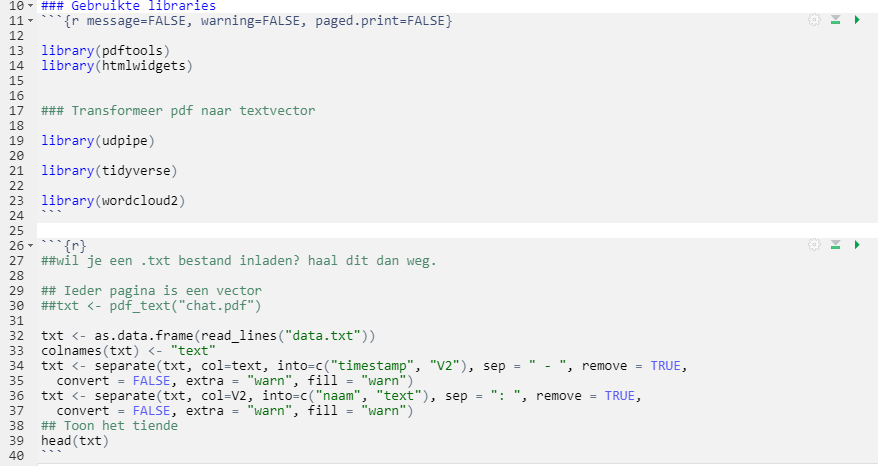 10 ### Gebruikte libraries
11 ```{r message=FALSE, warning=FALSE, paged.print=FALSE}
12
13 library(pdftools)
14 library(htmlwidgets)
15
16
17 ### Transformeer pdf naar textvector
18
19 library(udpipe)
20
21 library(tidyverse)
22
23 library(wordcloud2)
24 ```
25
26 ```{r}
27 ##wil je een .txt bestand inladen? haal dit dan weg.
28
29 ## Ieder pagina is een vector
30 ##txt <- pdf_text("chat.pdf")
31
32 txt <- as.data.frame(read_lines("data.txt"))
33 colnames(txt) <- "text"
34 txt <- separate(txt, col=text, into=c("timestamp", "V2"), sep = " - ", remove = TRUE,
35   convert = FALSE, extra = "warn", fill = "warn")
36 txt <- separate(txt, col=V2, into=c("naam", "text"), sep = ": ", remove = TRUE,
37   convert = FALSE, extra = "warn", fill = "warn")
38 ## Toon het tiende
39 head(txt)
40 ```